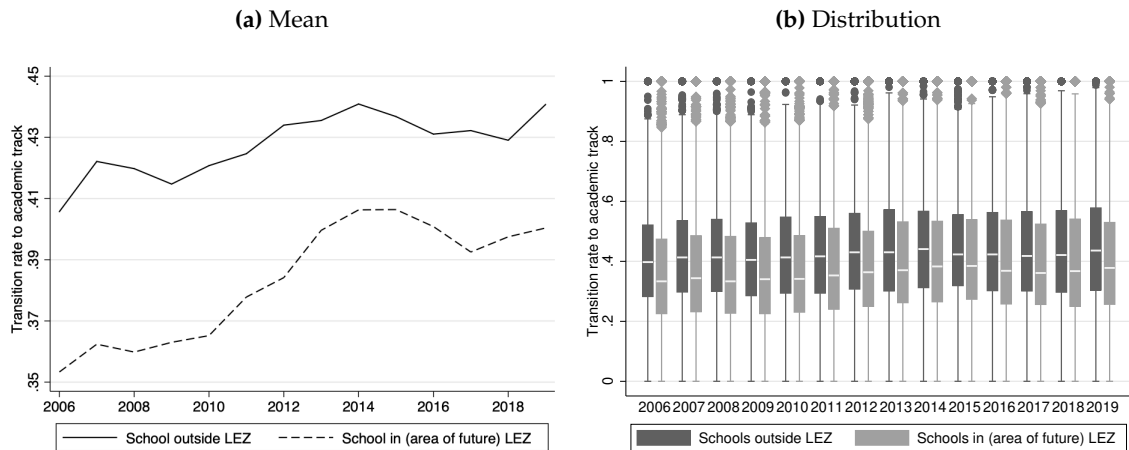 (a) Mean
Transition rate to academic track
.45
.43
.41
.39
.37
.35
2006 2008 2010 2012 2014 2016 2018
School outside LEZ School in (area of future) LEZ
(b) Distribution
Transition rate to academic track
1
.8
.6
.4
.2
0
2006 2007 2008 2009 2010 2011 2012 2013 2014 2015 2016 2017 2018 2019
Schools outside LEZ Schools in (area of future) LEZ